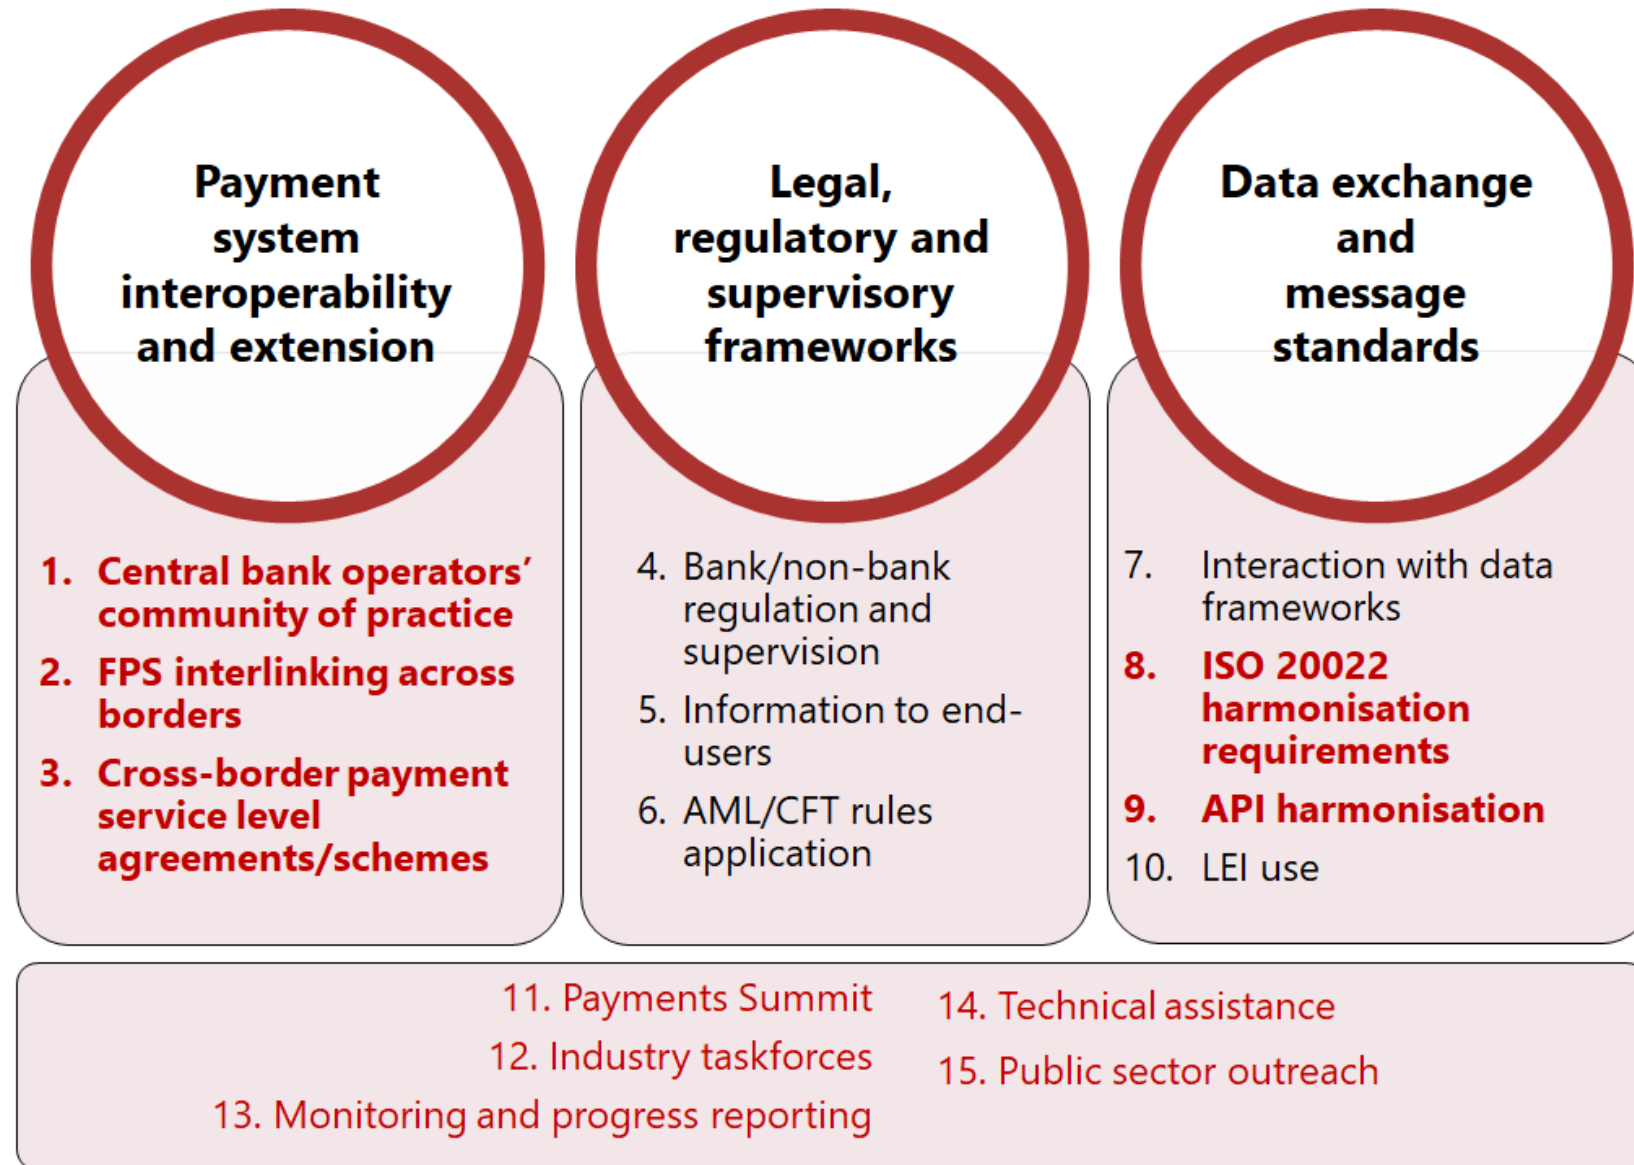 Payment
system
interoperability
and extension
1. Central bank operators’
community of practice
2. FPS interlinking across
borders
3. Cross-border payment
service level
agreements/schemes
Legal,
regulatory and
supervisory
frameworks
4. Bank/non-bank
regulation and
supervision
5. Information to end-
users
6. AML/CFT rules
application
Data exchange
and
message
standards
7. Interaction with data
frameworks
8. ISO 20022
harmonisation
requirements
9. API harmonisation
10. LEI use
11. Payments Summit
12. Industry taskforces
13. Monitoring and progress reporting
14. Technical assistance
15. Public sector outreach